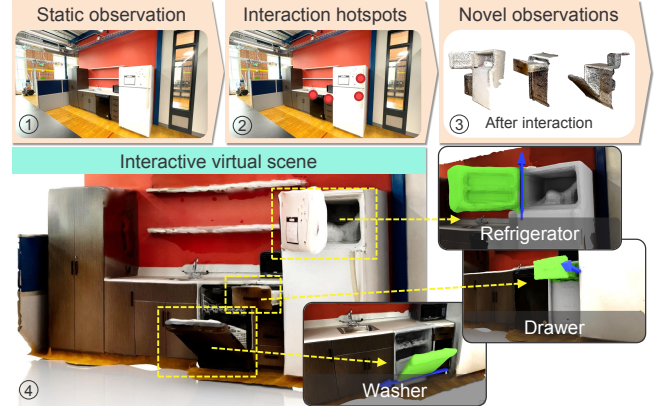 Static observation
Interaction hotspots
Novel observations
1
2
3
After interaction
Interactive virtual scene
Refrigerator
Drawer
Washer
4